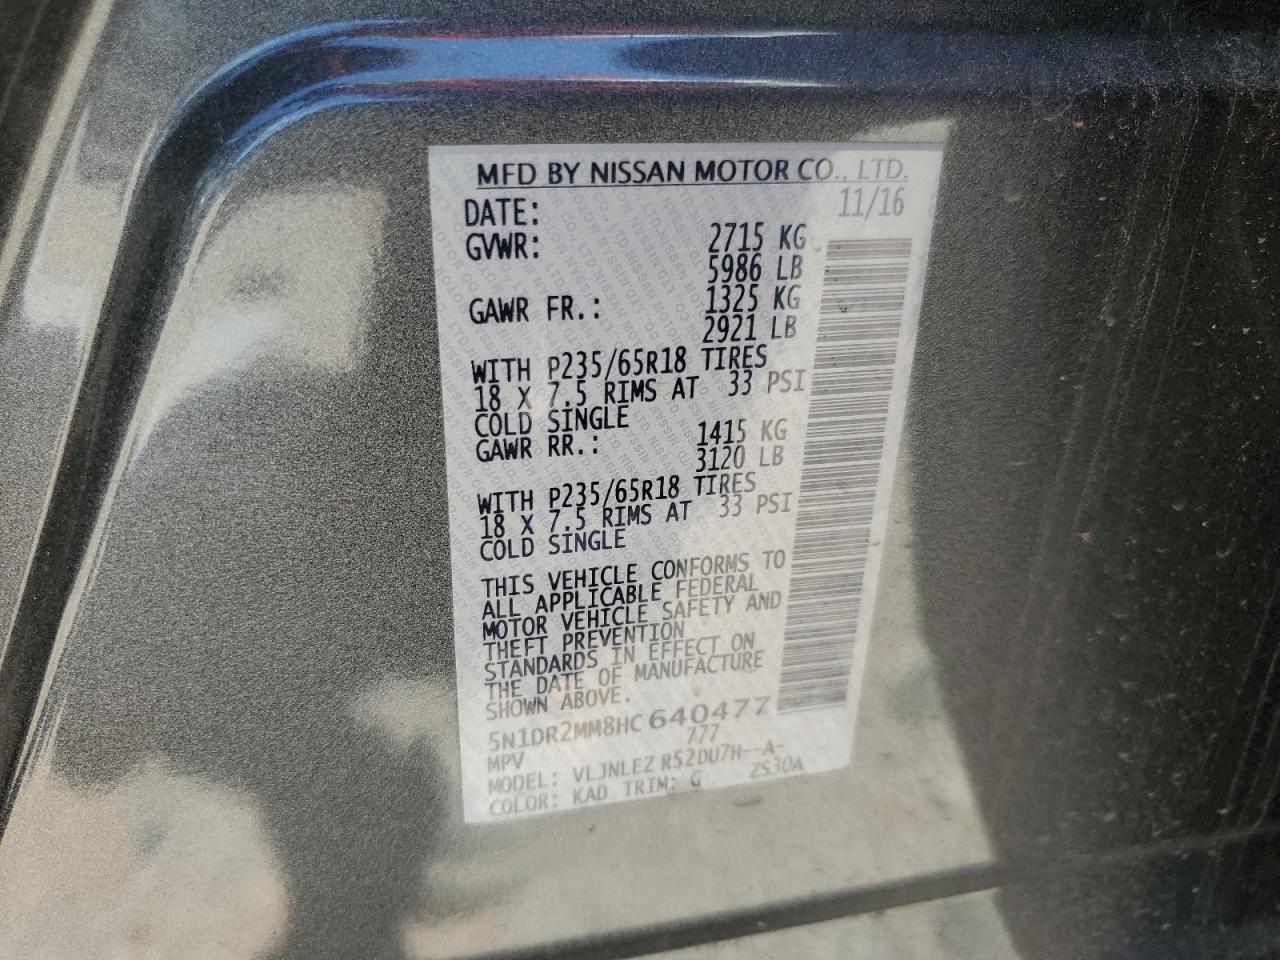 MFD BY NISSAN MOTOR CO., LTD.
DATE: 11/16
GVWR: 2715 KG
5986 LB
GAWR FR.: 1325 KG
2921 LB
WITH P235/65R18 TIRES
18 X 7.5 RIMS AT 33 PSI
COLD SINGLE
GAWR RR.: 1415 KG
3120 LB
WITH P235/65R18 TIRES
18 X 7.5 RIMS AT 33 PSI
COLD SINGLE
THIS VEHICLE CONFORMS TO
ALL APPLICABLE FEDERAL
MOTOR VEHICLE SAFETY AND
THEFT PREVENTION
STANDARDS IN EFFECT ON
THE DATE OF MANUFACTURE
SHOWN ABOVE.
5N1DR2MM8HC640477
MPV 777
MODEL: VLJNLEZ R52DU7H--A-
COLOR: KAD TRIM: G ZS30A